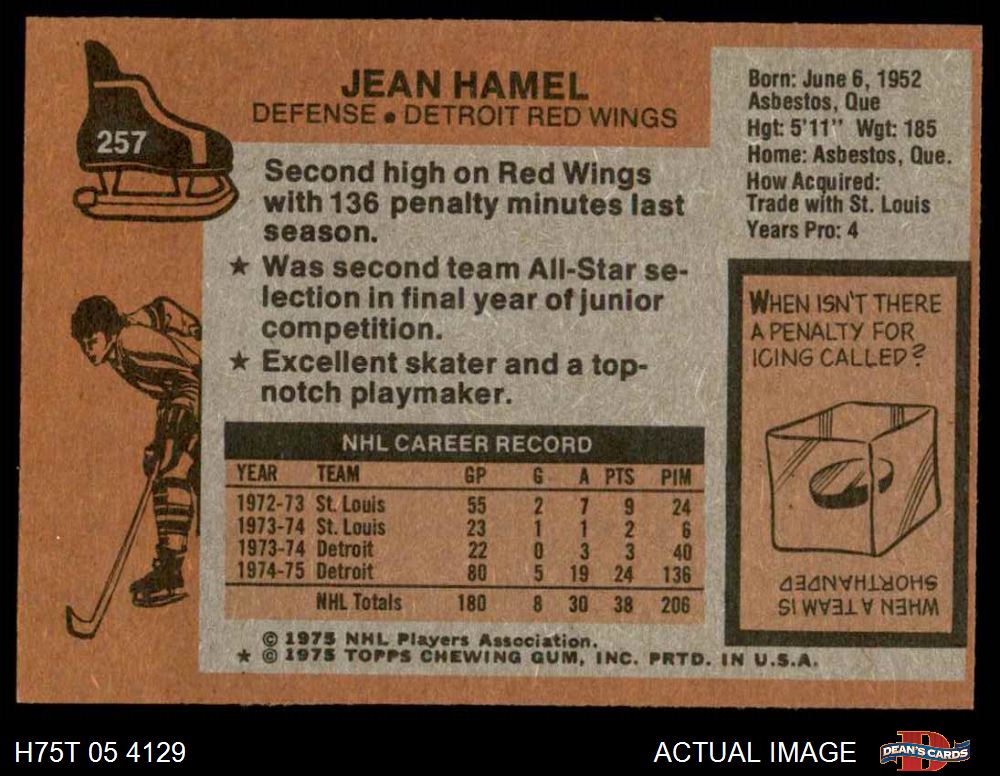 257
JEAN HAMEL
DEFENSE • DETROIT RED WINGS
Second high on Red Wings
with 136 penalty minutes last
season.
★ Was second team All-Star se-
lection in final year of junior
competition.
★ Excellent skater and a top-
notch playmaker.
NHL CAREER RECORD
YEAR TEAM GP G A PTS PIM
1972-73 St. Louis 55 2 7 9 24
1973-74 St. Louis 23 1 1 2 6
1973-74 Detroit 22 0 3 3 40
1974-75 Detroit 80 5 19 24 136
NHL Totals 180 8 30 38 206
© 1975 NHL Players Association.
★ © 1975 TOPPS CHEWING GUM, INC. PRTD. IN U.S.A.
Born: June 6, 1952
Asbestos, Que
Hgt: 5'11" Wgt: 185
Home: Asbestos, Que.
How Acquired:
Trade with St. Louis
Years Pro: 4
WHEN ISN'T THERE
A PENALTY FOR
ICING CALLED?
WHEN A TEAM IS
SHORTHANDED
H75T 05 4129
ACTUAL IMAGE
D
DEAN'S CARDS